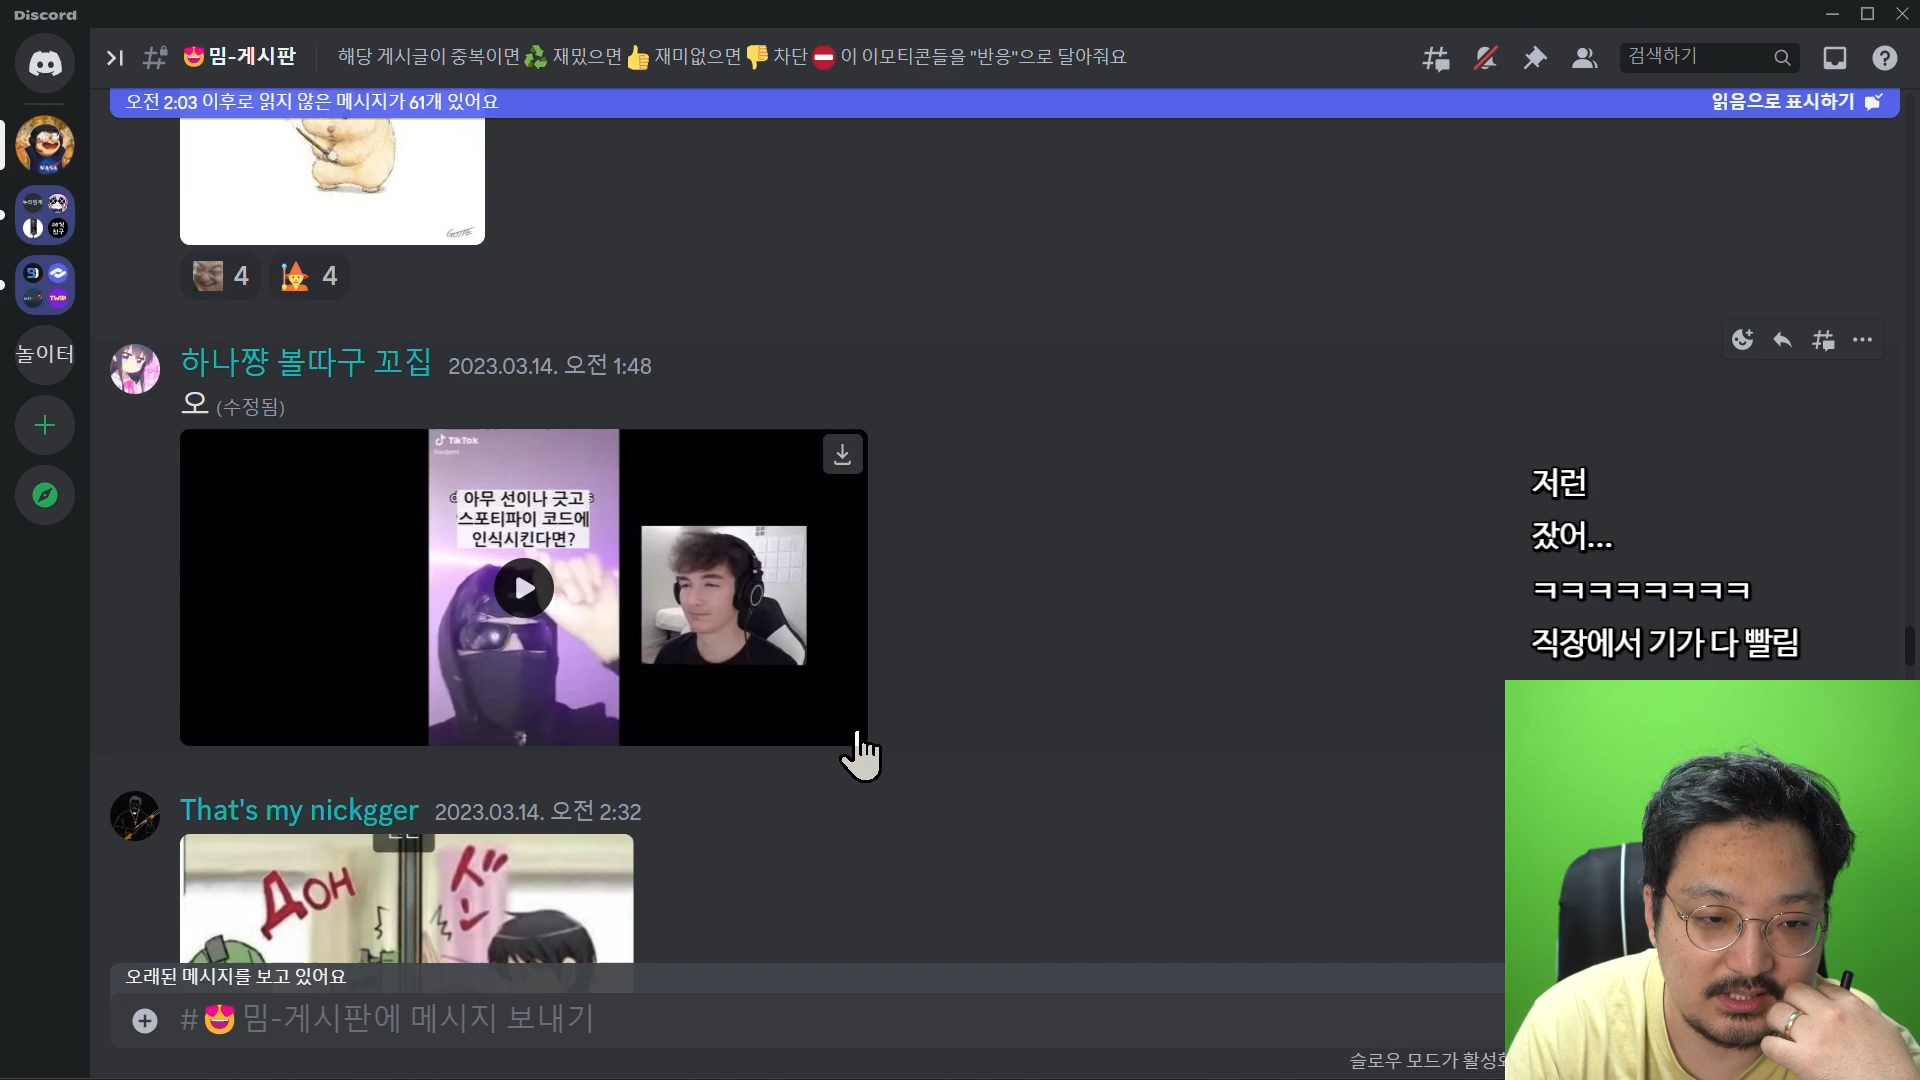 Discord
밈-게시판
해당 게시글이 중복이면 재밌으면 재미없으면 차단 이 이모티콘들을 "반응"으로 달아줘요
검색하기
오전 2:03 이후로 읽지 않은 메시지가 61개 있어요
읽음으로 표시하기
NASA
TWIP
놀이터
GOTTE
4
4
하나쨩 볼따구 꼬집 2023.03.14. 오전 1:48
오 (수정됨)
TikTok
아무 선이나 긋고
스포티파이 코드에
인식시킨다면?
저런
잤어...
ㅋㅋㅋㅋㅋㅋㅋㅋ
직장에서 기가 다 빨림
That's my nickgger 2023.03.14. 오전 2:32
ДОН
오래된 메시지를 보고 있어요
#밈-게시판에 메시지 보내기
슬로우 모드가 활성화